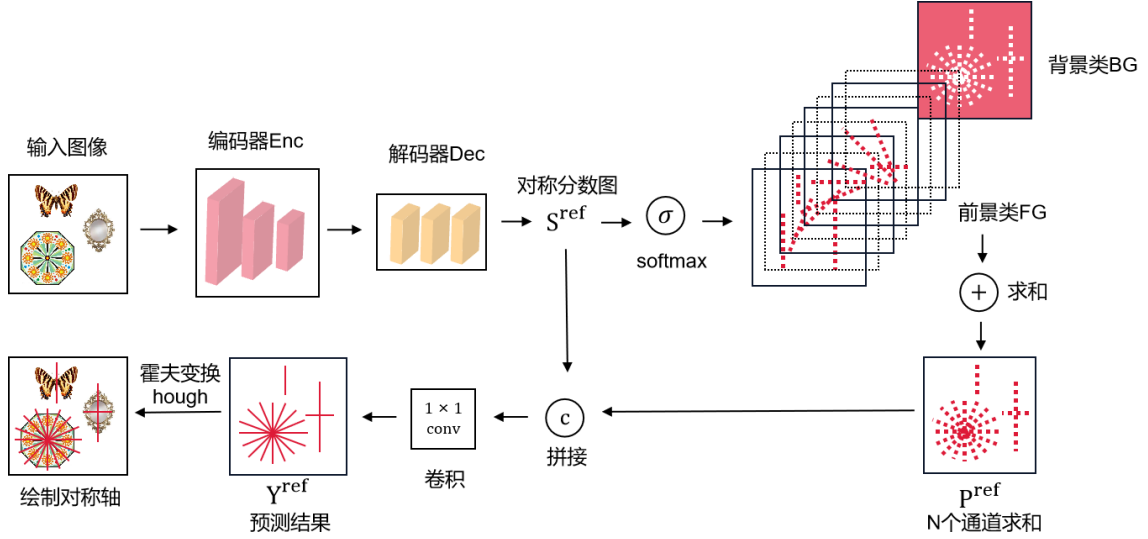 输入图像
编码器Enc
解码器Dec
对称分数图
S^ref
σ
softmax
背景类BG
前景类FG
+
求和
P^ref
N个通道求和
c
拼接
1 × 1
conv
卷积
Y^ref
预测结果
霍夫变换
hough
绘制对称轴